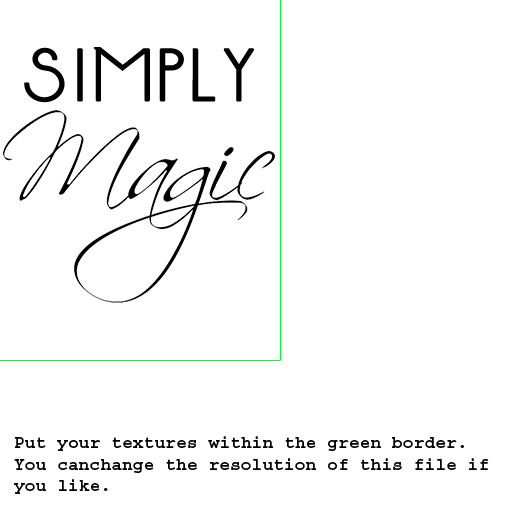 SIMPLY
Magic
Put your textures within the green border.
You canchange the resolution of this file if
you like.